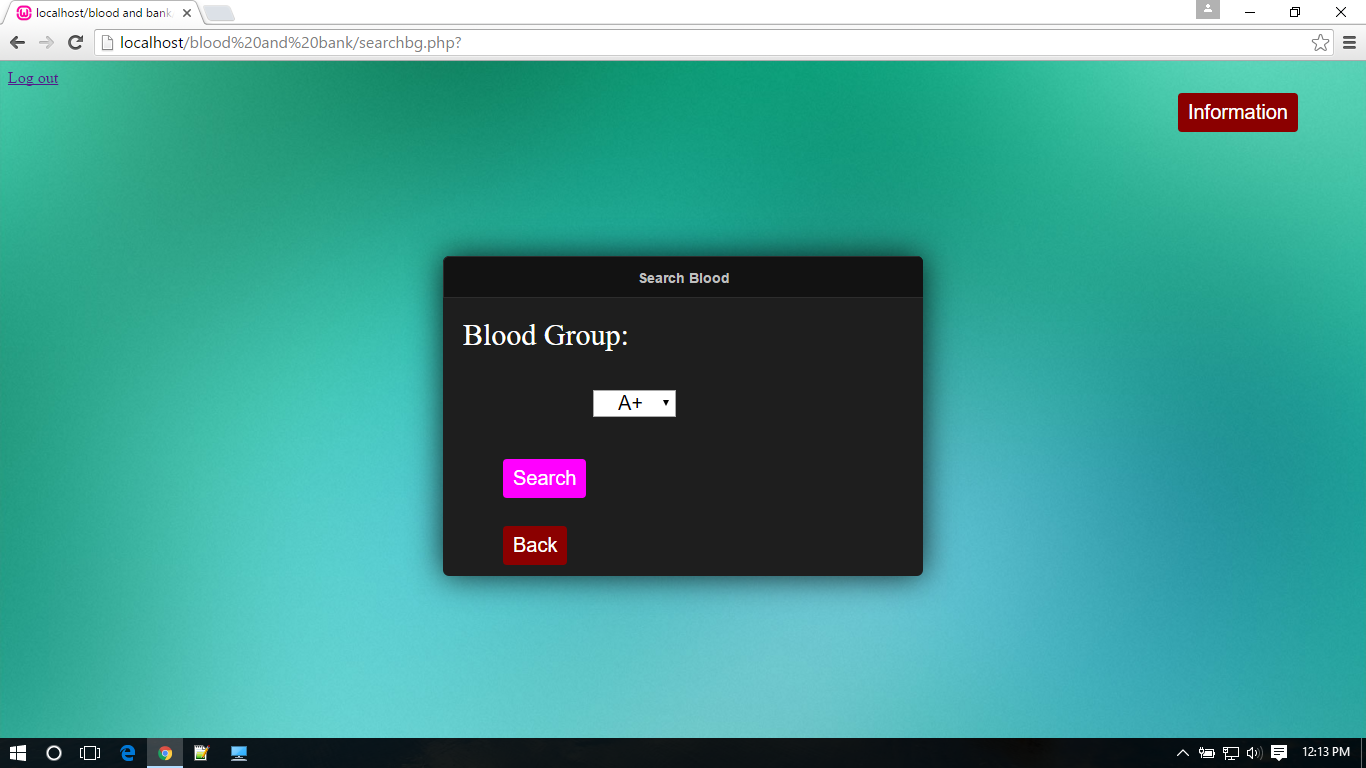 localhost/blood and bank
localhost/blood%20and%20bank/searchbg.php?
Log out
Information
Search Blood
Blood Group:
A+
Search
Back
12:13 PM